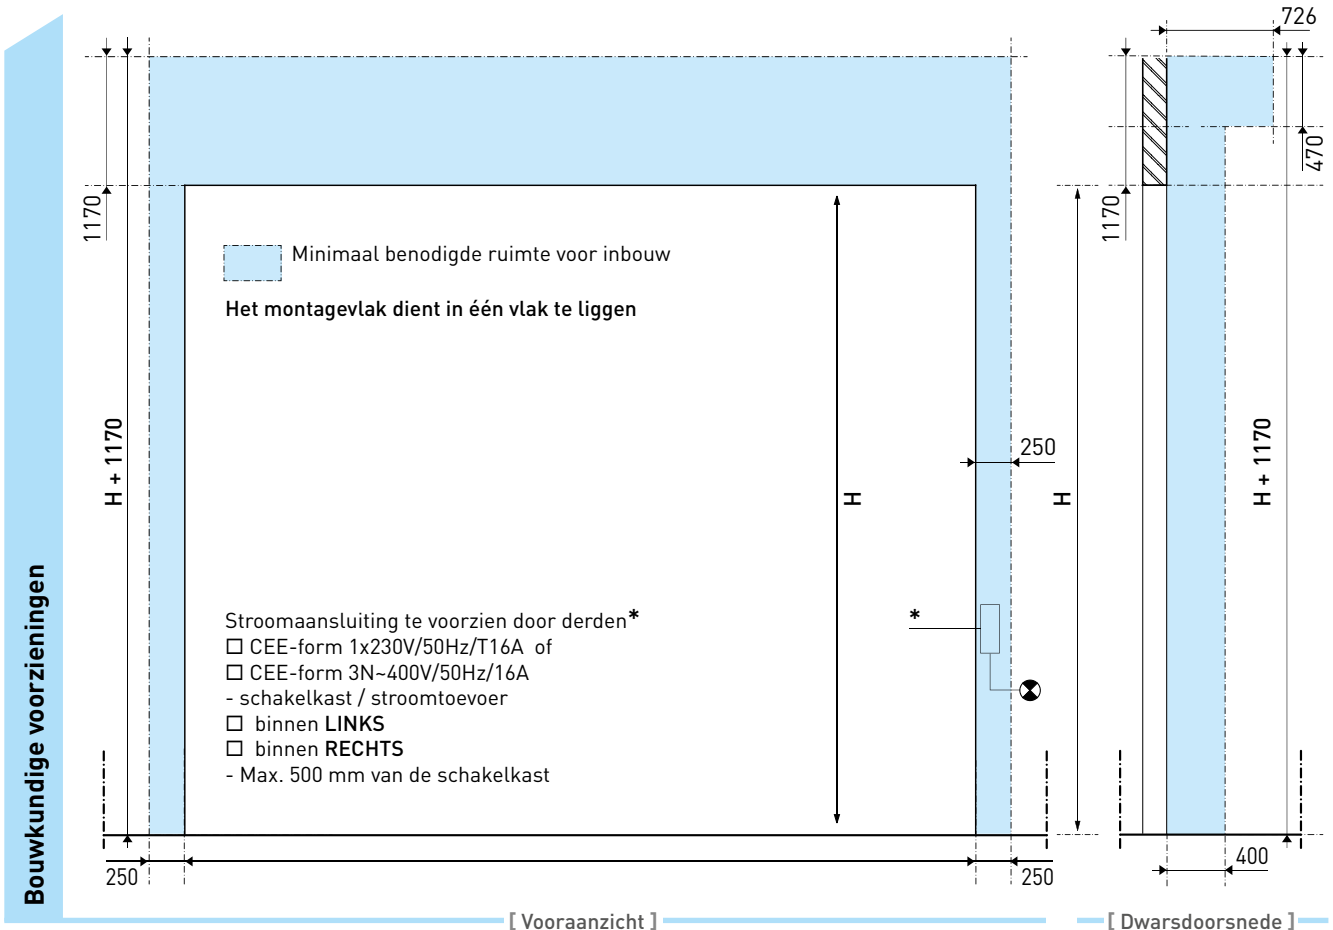 Bouwkundige voorzieningen
1170
H + 1170
Minimaal benodigde ruimte voor inbouw
Het montagevlak dient in één vlak te liggen
H
250
Stroomaansluiting te voorzien door derden*
☐ CEE-form 1x230V/50Hz/T16A of
☐ CEE-form 3N~400V/50Hz/16A
- schakelkast / stroomtoevoer
☐ binnen LINKS
☐ binnen RECHTS
- Max. 500 mm van de schakelkast
*
250
250
[ Vooraanzicht ]
726
470
1170
H
H + 1170
400
[ Dwarsdoorsnede ]